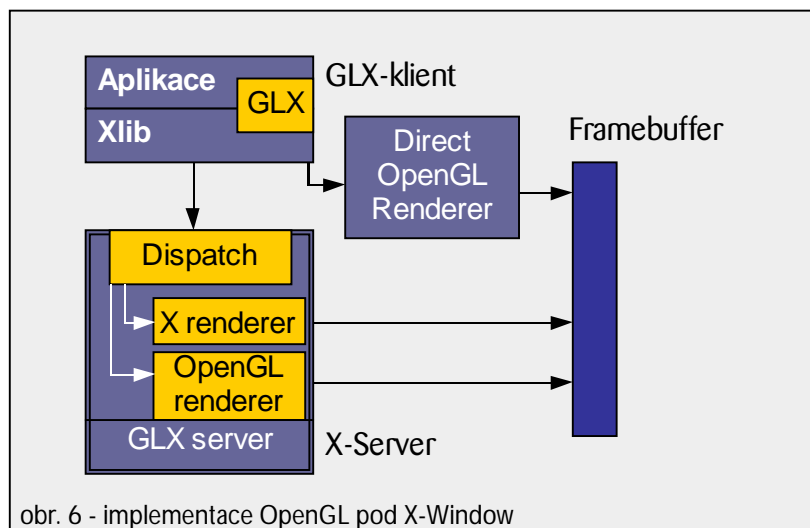 Aplikace
GLX
Xlib
GLX-klient
Direct
OpenGL
Renderer
Framebuffer
Dispatch
X renderer
OpenGL
renderer
GLX server
X-Server
obr. 6 - implementace OpenGL pod X-Window